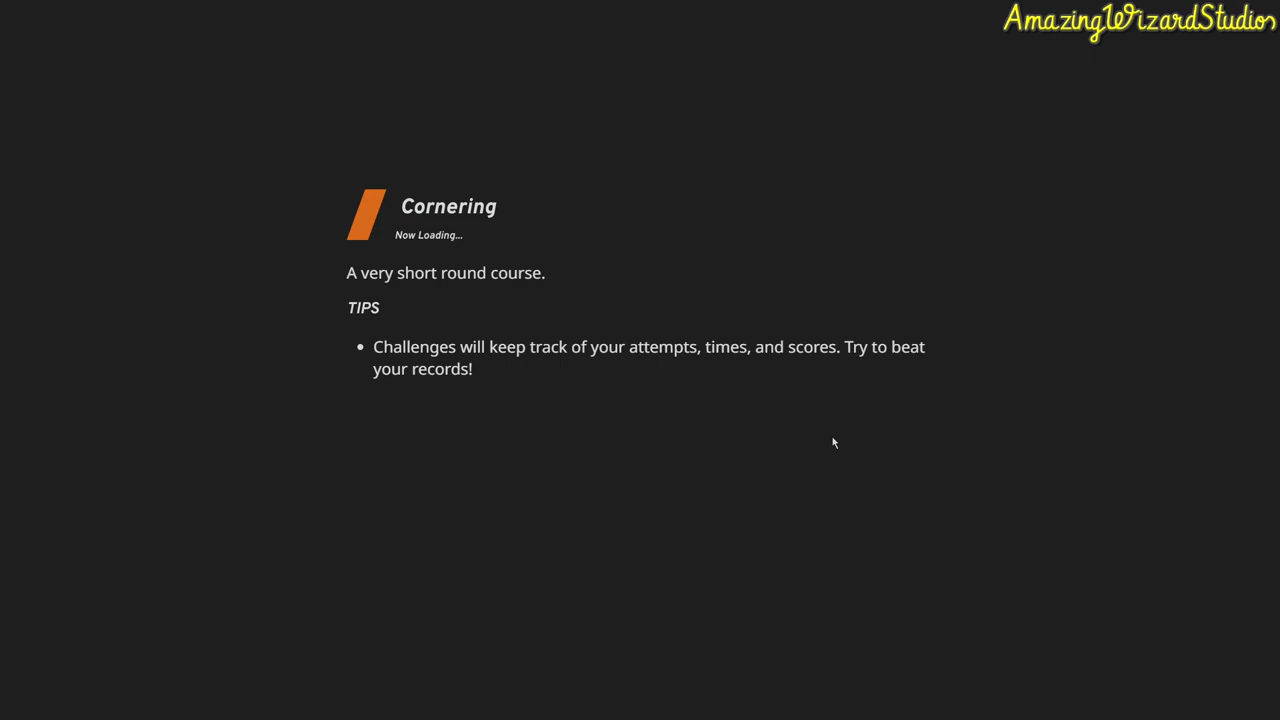 AmazingWizardStudios
Cornering
Now Loading...
A very short round course.
TIPS
• Challenges will keep track of your attempts, times, and scores. Try to beat
your records!